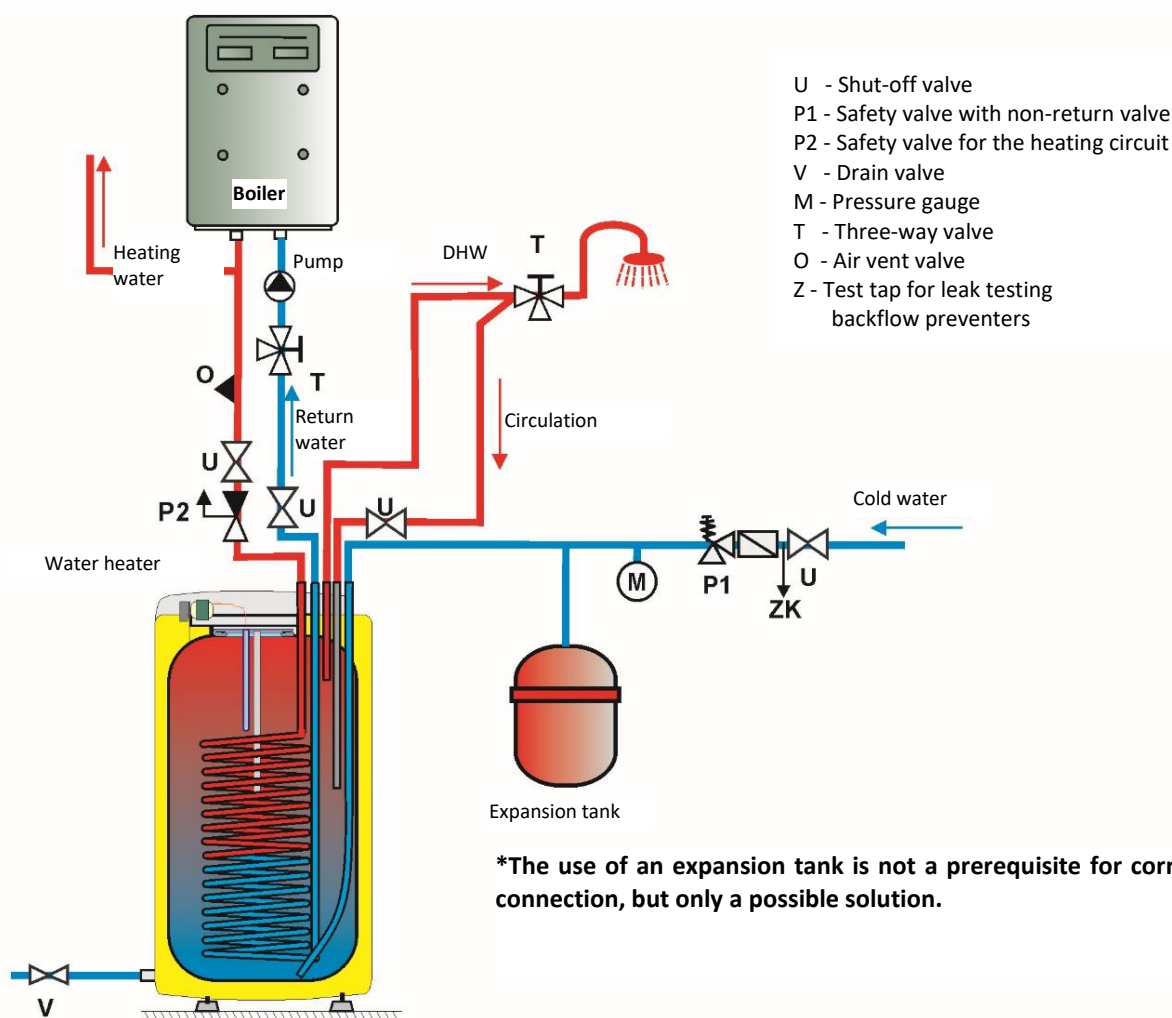 U - Shut-off valve
P1 - Safety valve with non-return valve
P2 - Safety valve for the heating circuit
V - Drain valve
M - Pressure gauge
T - Three-way valve
O - Air vent valve
Z - Test tap for leak testing
backflow preventers
Boiler
Heating
water
Pump
DHW
T
O
T
Return
water
Circulation
U
P2
U
U
Cold water
Water heater
M
P1
U
ZK
Expansion tank
*The use of an expansion tank is not a prerequisite for corr
connection, but only a possible solution.
V